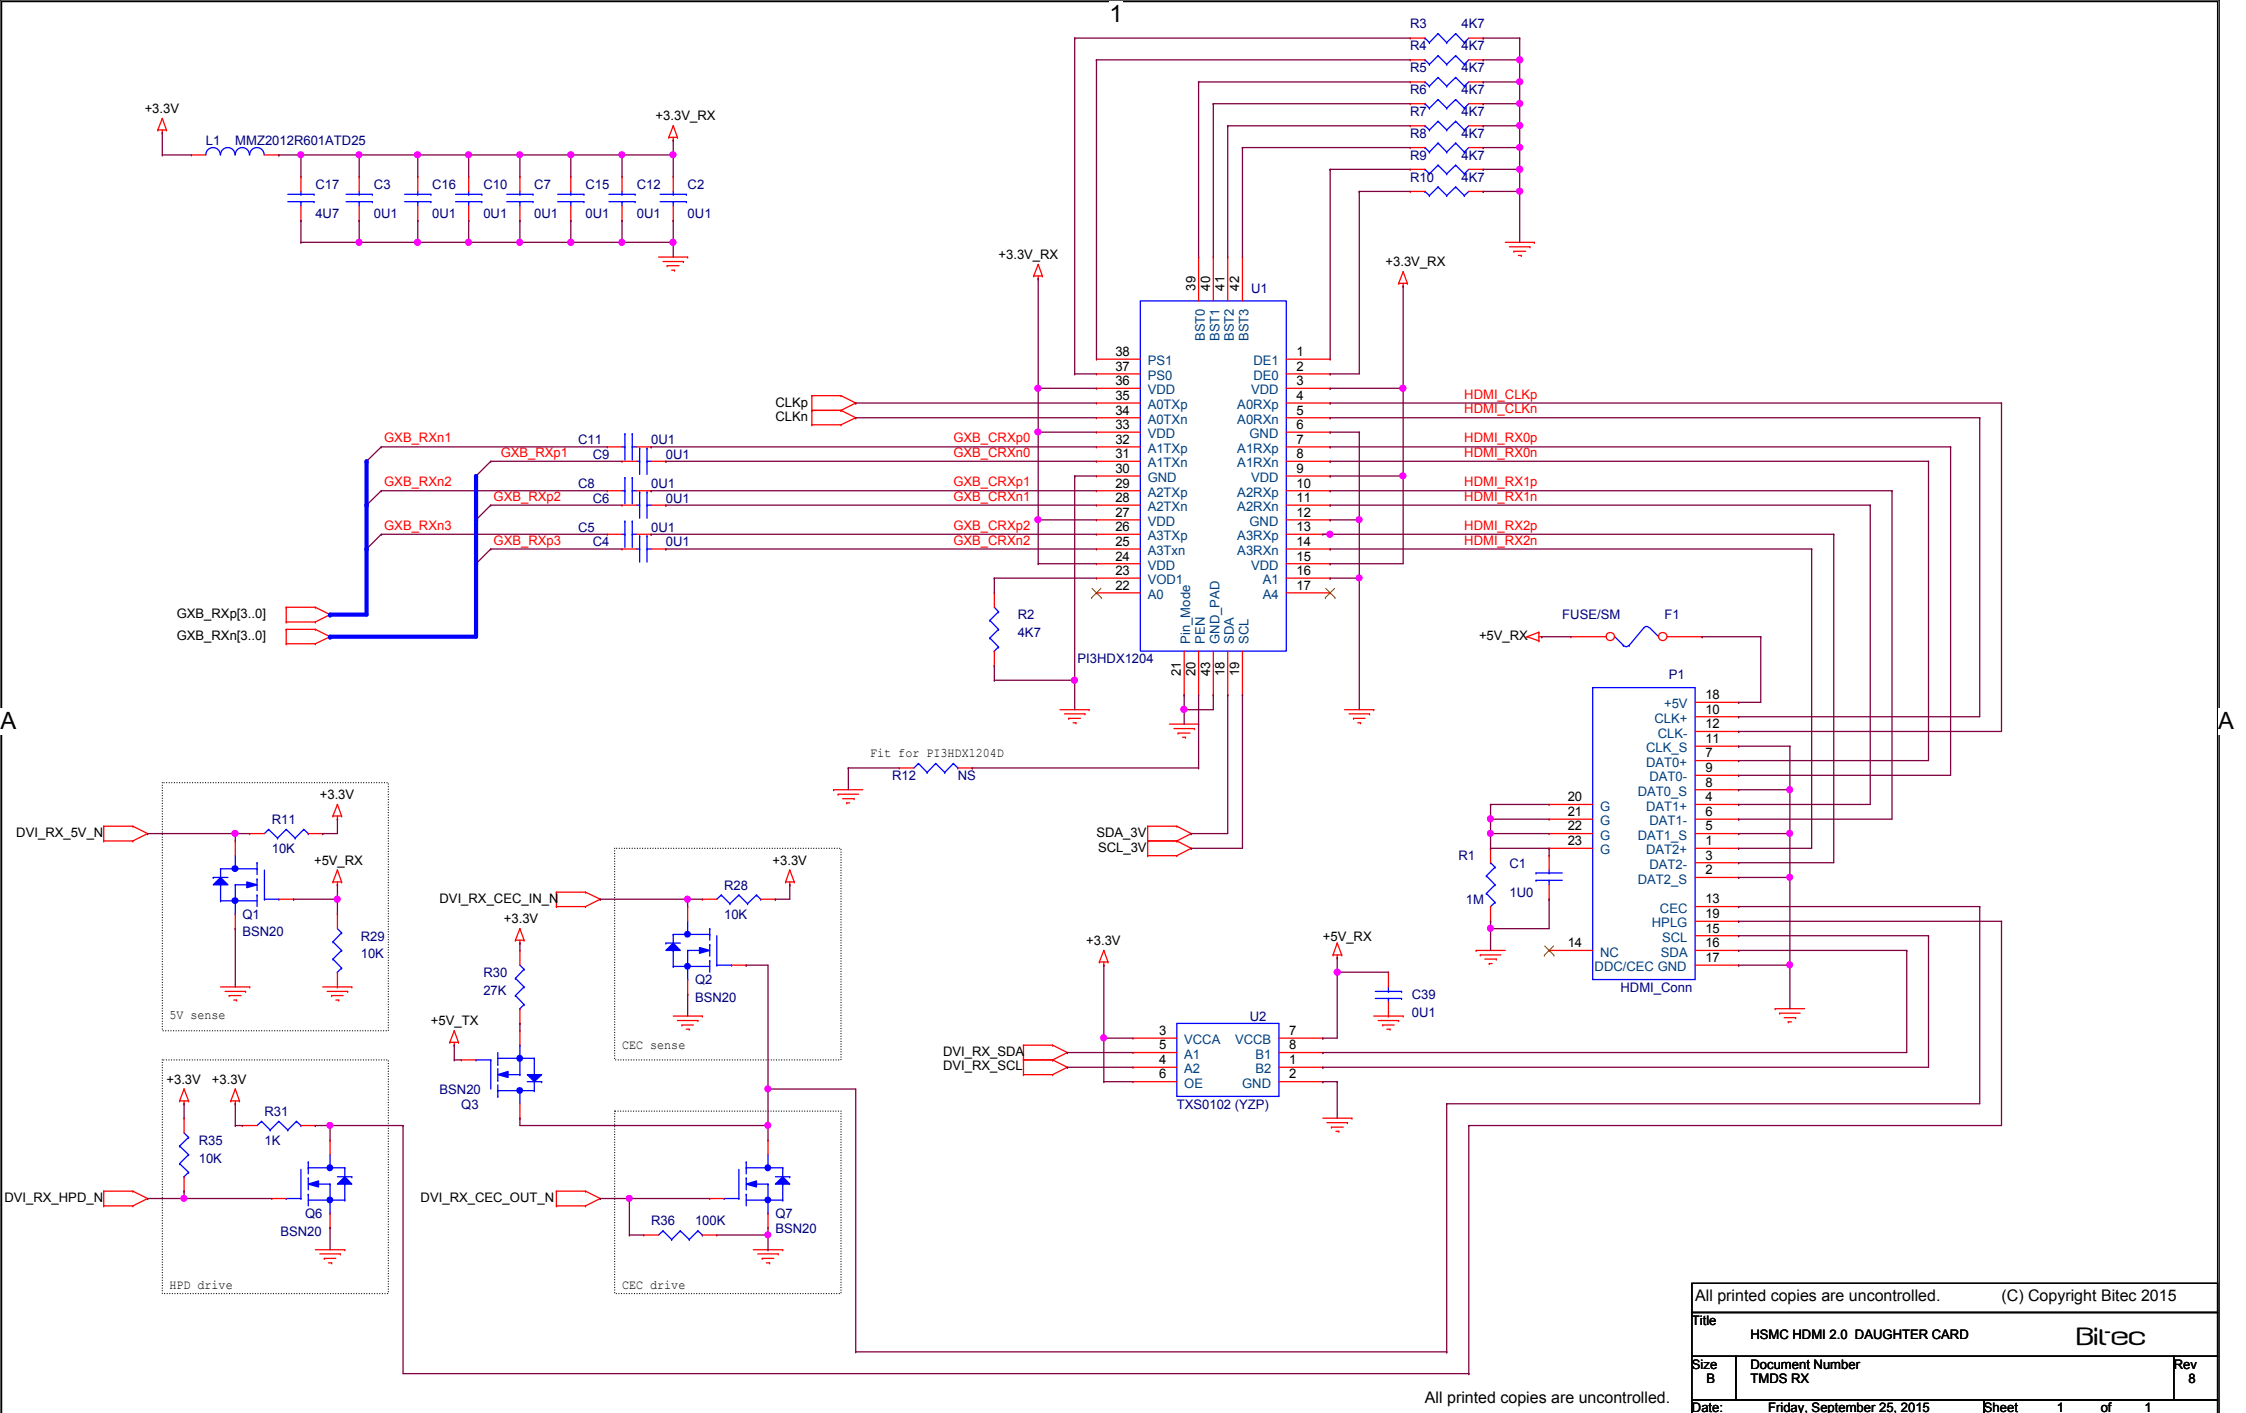 1
R3 4K7
R4 4K7
R5 4K7
R6 4K7
R7 4K7
R8 4K7
R9 4K7
R10 4K7
+3.3V
+3.3V_RX
L1 MMZ2012R601ATD25
C17 C3 C16 C10 C7 C15 C12 C2
4U7 0U1 0U1 0U1 0U1 0U1 0U1 0U1
+3.3V_RX
+3.3V_RX
39 40 41 42
U1
BST0 BST1 BST2 BST3
38 PS1 DE1 1
37 PS0 DE0 2
36 VDD VDD 3
35 A0TXp A0RXp 4
34 A0TXn A0RXn 5
33 VDD GND 6
32 A1TXp A1RXp 7
31 A1TXn A1RXn 8
30 GND VDD 9
29 A2TXp A2RXp 10
28 A2TXn A2RXn 11
27 VDD GND 12
26 A3TXp A3RXp 13
25 A3Txn A3RXn 14
24 VDD VDD 15
23 VOD1 A1 16
22 A0 A4 17
Pin_Mode PEN GND_PAD SDA SCL
21 20 43 18 19
PI3HDX1204
CLKp
CLKn
GXB_RXn1 C11 0U1 GXB_CRXp0
GXB_RXp1 C9 0U1 GXB_CRXn0
GXB_RXn2 C8 0U1 GXB_CRXp1
GXB_RXp2 C6 0U1 GXB_CRXn1
GXB_RXn3 C5 0U1 GXB_CRXp2
GXB_RXp3 C4 0U1 GXB_CRXn2
HDMI_CLKp
HDMI_CLKn
HDMI_RX0p
HDMI_RX0n
HDMI_RX1p
HDMI_RX1n
HDMI_RX2p
HDMI_RX2n
GXB_RXp[3..0]
GXB_RXn[3..0]
R2
4K7
FUSE/SM F1
+5V_RX
P1
+5V 18
CLK+ 10
CLK- 12
CLK_S 11
DAT0+ 7
DAT0- 9
DAT0_S 8
DAT1+ 4
DAT1- 6
DAT1_S 5
DAT2+ 1
DAT2- 3
DAT2_S 2
CEC 13
HPLG 19
SCL 15
SDA 16
DDC/CEC GND 17
20 G
21 G
22 G
23 G
14 NC
HDMI_Conn
R1
1M
C1
1U0
A
A
Fit for PI3HDX1204D
R12 NS
SDA_3V
SCL_3V
DVI_RX_5V_N
R11
10K
+3.3V
+5V_RX
Q1
BSN20
R29
10K
5V sense
DVI_RX_CEC_IN_N
+3.3V
R28
10K
Q2
BSN20
CEC sense
+3.3V
R30
27K
+5V_TX
BSN20
Q3
+3.3V
+5V_RX
C39
0U1
U2
3 VCCA VCCB 7
5 A1 B1 8
4 A2 B2 1
6 OE GND 2
TXS0102 (YZP)
DVI_RX_SDA
DVI_RX_SCL
+3.3V +3.3V
R31
1K
R35
10K
DVI_RX_HPD_N
Q6
BSN20
HPD drive
DVI_RX_CEC_OUT_N
R36 100K
Q7
BSN20
CEC drive
All printed copies are uncontrolled. (C) Copyright Bitec 2015
Title
HSMC HDMI 2.0 DAUGHTER CARD
Bitec
Size Document Number Rev
B TMDS RX 8
Date: Friday, September 25, 2015 Sheet 1 of 1
All printed copies are uncontrolled.